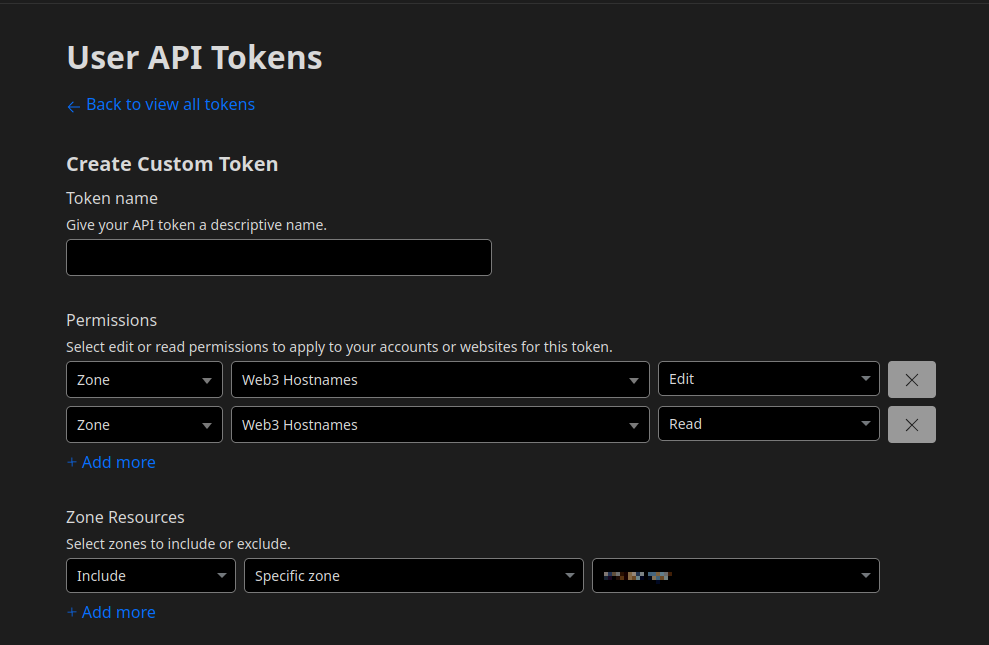 User API Tokens
← Back to view all tokens
Create Custom Token
Token name
Give your API token a descriptive name.
Permissions
Select edit or read permissions to apply to your accounts or websites for this token.
Zone Web3 Hostnames Edit
Zone Web3 Hostnames Read
+ Add more
Zone Resources
Select zones to include or exclude.
Include Specific zone
+ Add more